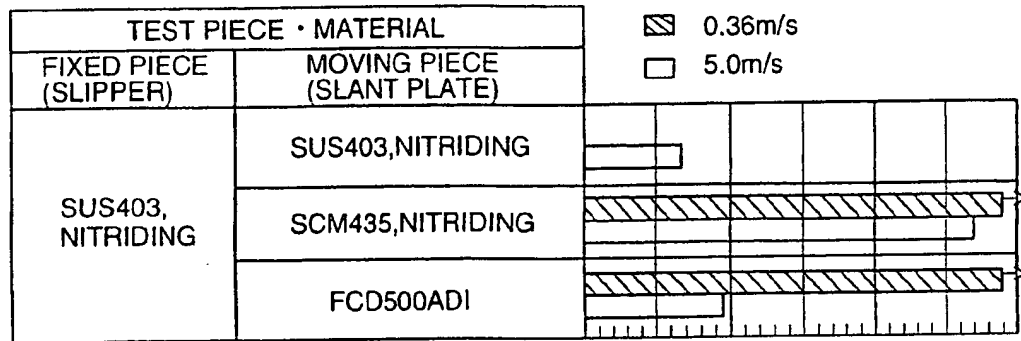 TEST PIECE・MATERIAL
FIXED PIECE
(SLIPPER)
MOVING PIECE
(SLANT PLATE)
0.36m/s
5.0m/s
SUS403,
NITRIDING
SUS403,NITRIDING
SCM435,NITRIDING
FCD500ADI